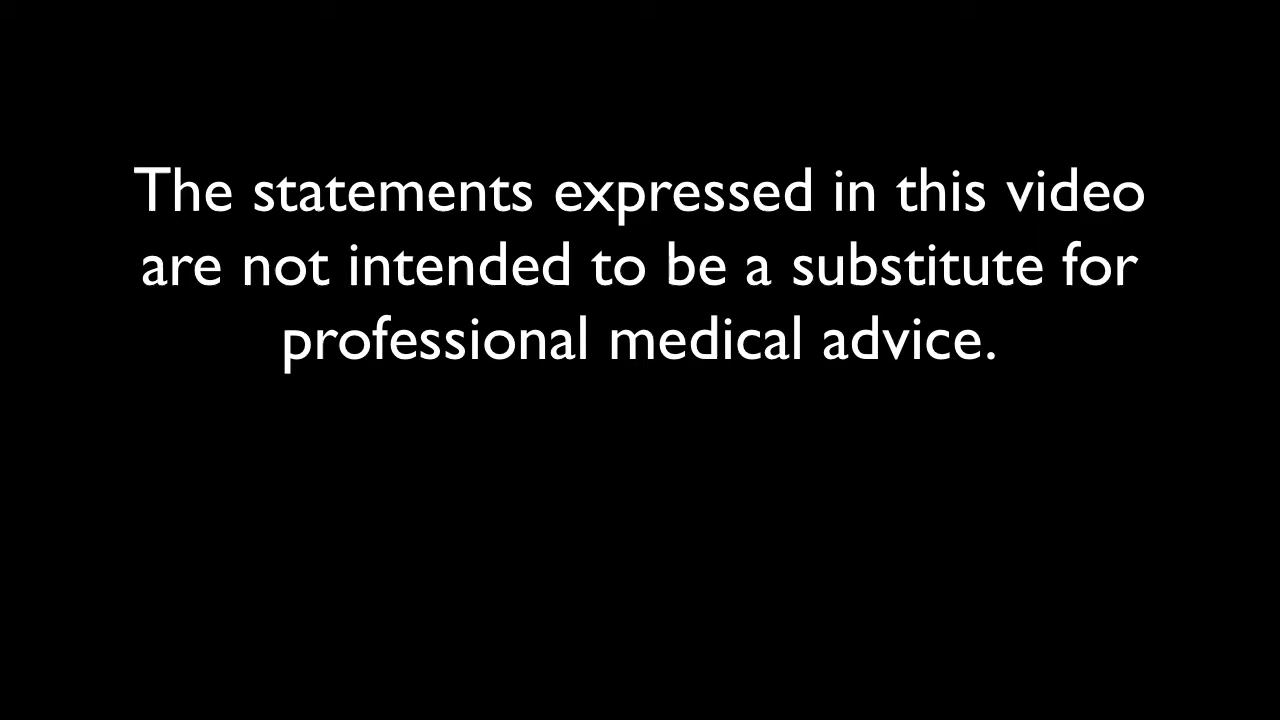 The statements expressed in this video
are not intended to be a substitute for
professional medical advice.